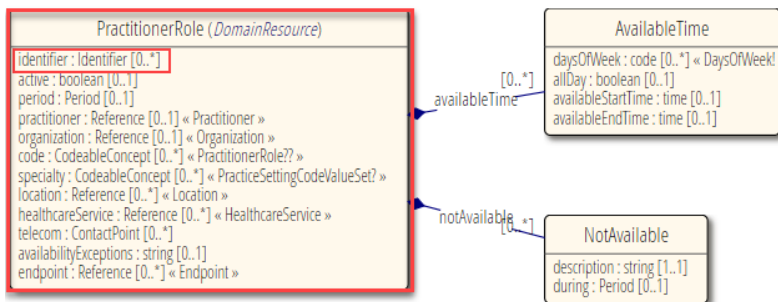 PractitionerRole (DomainResource)
identifier : Identifier [0..*]
active : boolean [0..1]
period : Period [0..1]
practitioner : Reference [0..1] « Practitioner »
organization : Reference [0..1] « Organization »
code : CodeableConcept [0..*] « PractitionerRole?? »
specialty : CodeableConcept [0..*] « PracticeSettingCodeValueSet? »
location : Reference [0..*] « Location »
healthcareService : Reference [0..*] « HealthcareService »
telecom : ContactPoint [0..*]
availabilityExceptions : string [0..1]
endpoint : Reference [0..*] « Endpoint »
[0..*]
availableTime
notAvailable
[0..*]
AvailableTime
daysOfWeek : code [0..*] « DaysOfWeek!
allDay : boolean [0..1]
availableStartTime : time [0..1]
availableEndTime : time [0..1]
NotAvailable
description : string [1..1]
during : Period [0..1]